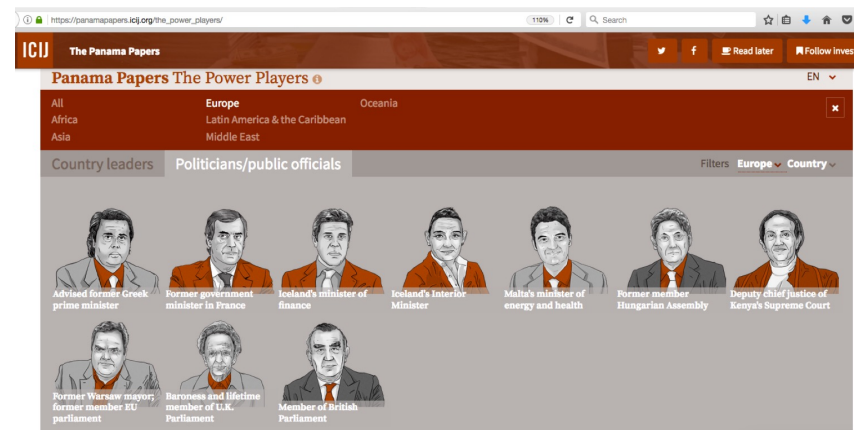 https://panamapapers.icij.org/the_power_players/
110%
Search
ICIJ
The Panama Papers
Read later
Follow inves
Panama Papers The Power Players
EN
All
Europe
Oceania
Africa
Latin America & the Caribbean
Asia
Middle East
Country leaders
Politicians/public officials
Filters Europe Country
Advised former Greek
prime minister
Former government
minister in France
Iceland's minister of
finance
Iceland's Interior
Minister
Malta's minister of
energy and health
Former member
Hungarian Assembly
Deputy chief justice of
Kenya's Supreme Court
Former Warsaw mayor;
former member EU
parliament
Baroness and lifetime
member of U.K.
Parliament
Member of British
Parliament